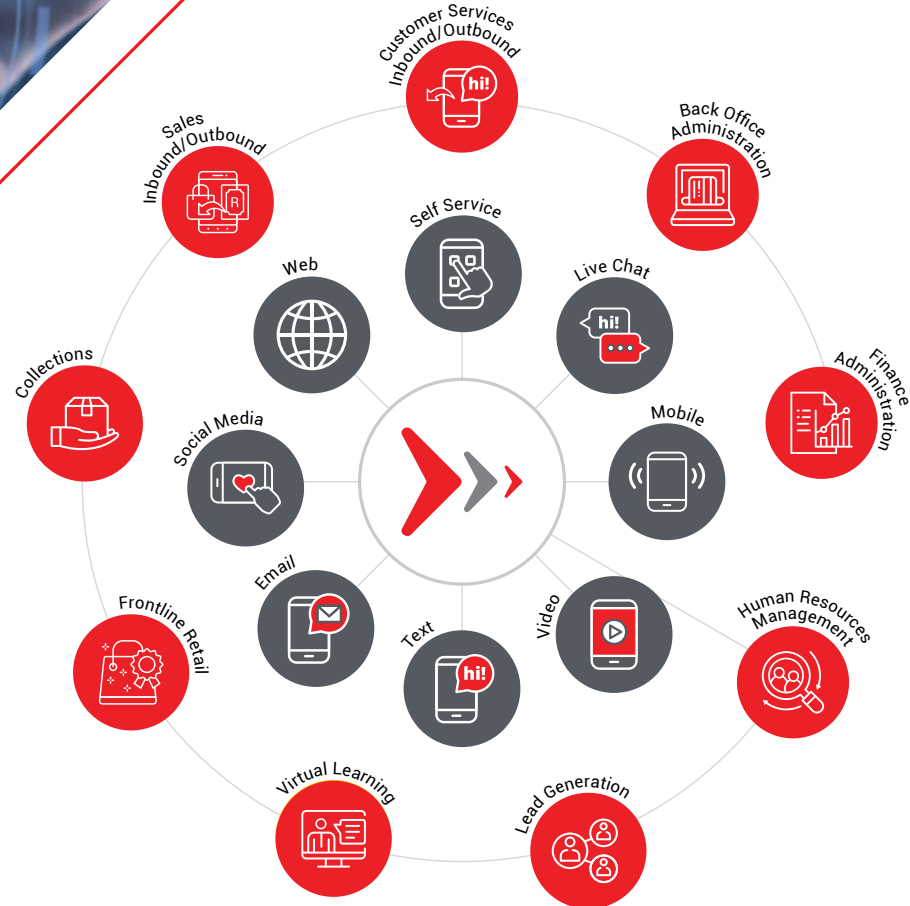 Customer Services
Inbound/Outbound
hi!
Back Office
Administration
Sales
Inbound/Outbound
R
Self Service
Live Chat
hi!
Web
Finance
Administration
Collections
Social Media
Mobile
Email
Text
hi!
Video
Frontline Retail
Human Resources
Management
Virtual Learning
Lead Generation